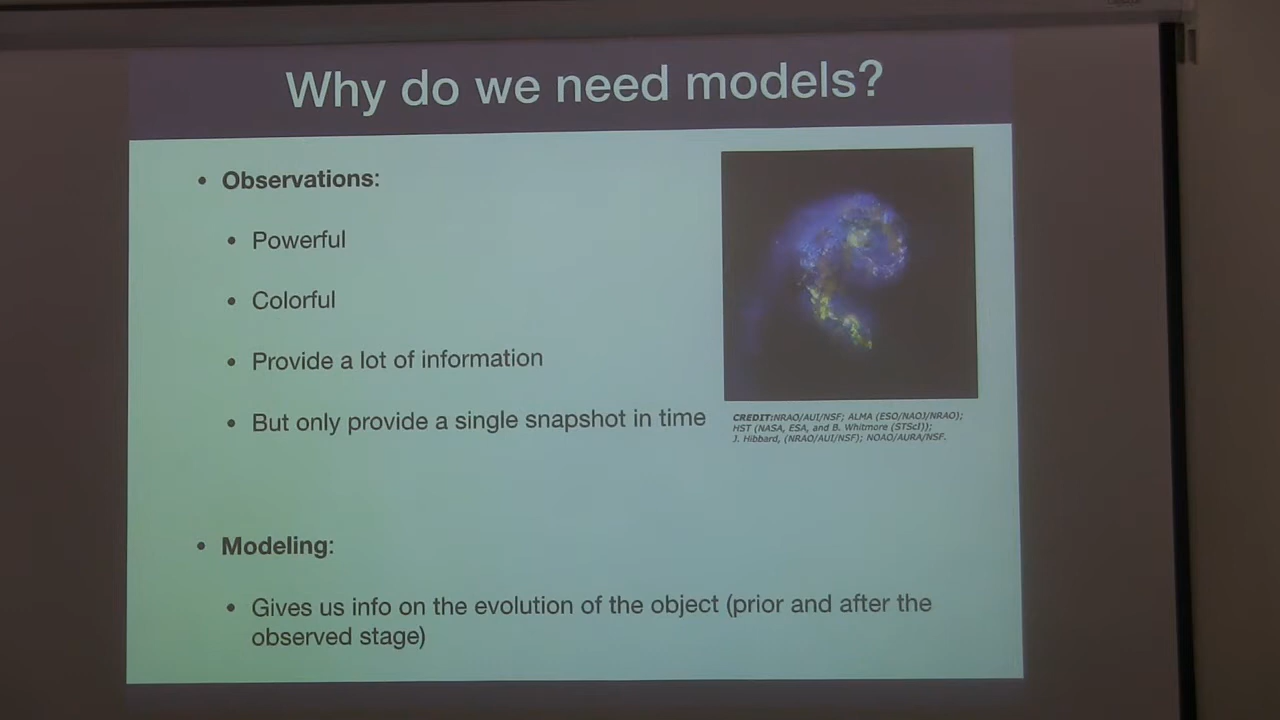 Why do we need models?
• Observations:
• Powerful
• Colorful
• Provide a lot of information
• But only provide a single snapshot in time
CREDIT:NRAO/AUI/NSF; ALMA (ESO/NAOJ/NRAO);
HST (NASA, ESA, and B. Whitmore (STScI));
J. Hibbard, (NRAO/AUI/NSF); NOAO/AURA/NSF.
• Modeling:
• Gives us info on the evolution of the object (prior and after the
observed stage)